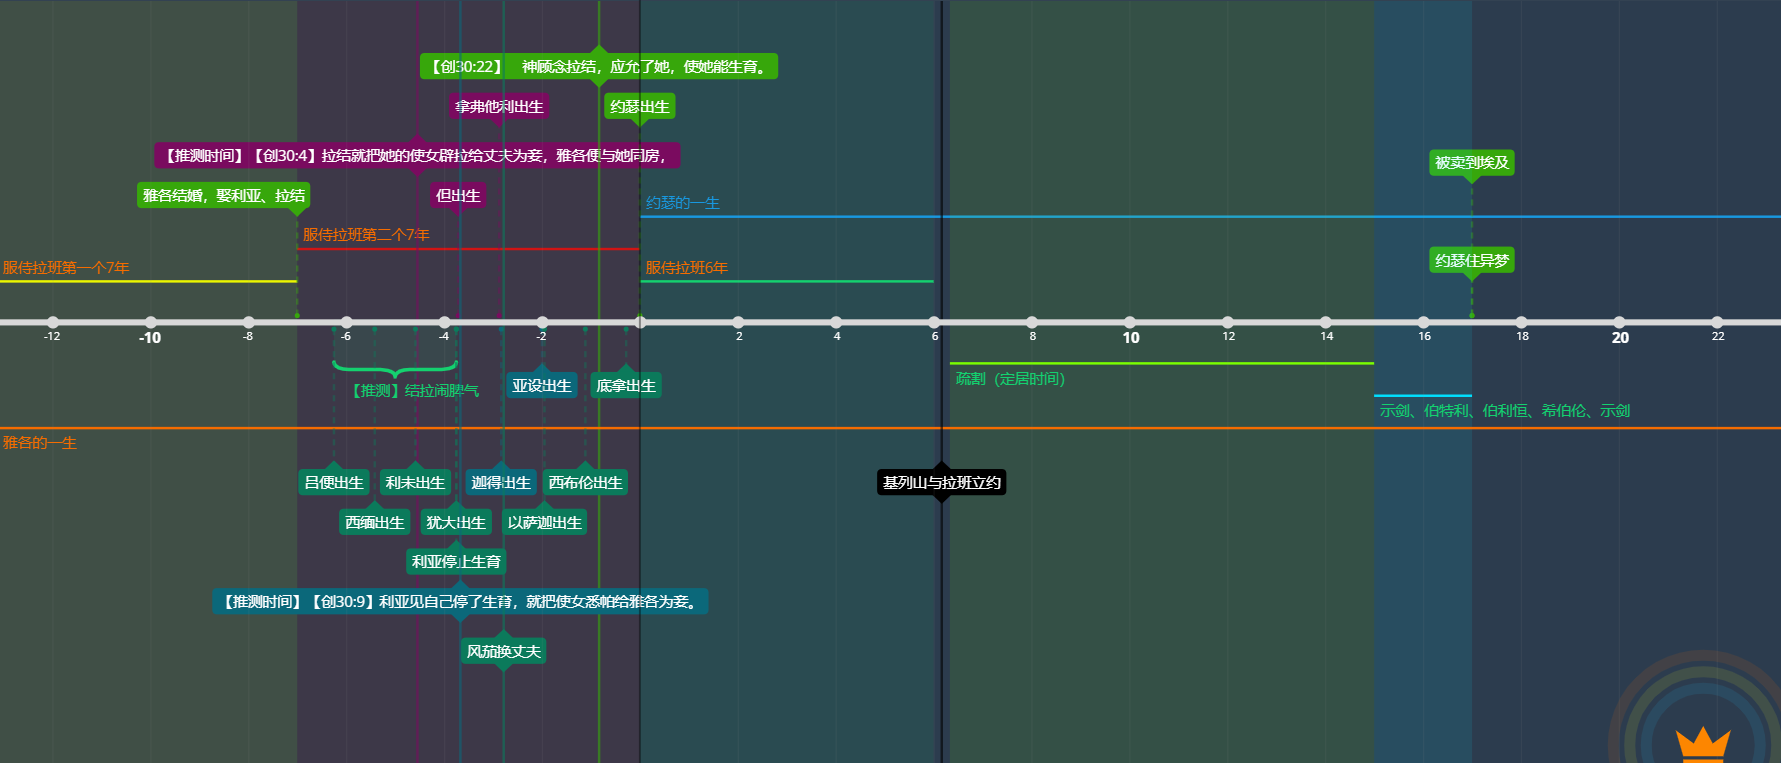 【创30:22】 神顾念拉结，应允了她，使她能生育。
拿弗他利出生
约瑟出生
【推测时间】【创30:4】拉结就把她的使女辟拉给丈夫为妾，雅各便与她同房，
被卖到埃及
雅各结婚，娶利亚、拉结
但出生
约瑟的一生
服侍拉班第二个7年
约瑟住异梦
服侍拉班第一个7年
服侍拉班6年
-12
-10
-8
-6
-4
-2
2
4
6
8
10
12
14
16
18
20
22
【推测】结拉闹脾气
亚设出生
底拿出生
疏割（定居时间）
示剑、伯特利、伯利恒、希伯伦、示剑
雅各的一生
吕便出生
利未出生
迦得出生
西布伦出生
基列山与拉班立约
西缅出生
犹大出生
以萨迦出生
利亚停止生育
【推测时间】【创30:9】利亚见自己停了生育，就把使女悉帕给雅各为妾。
风茄换丈夫